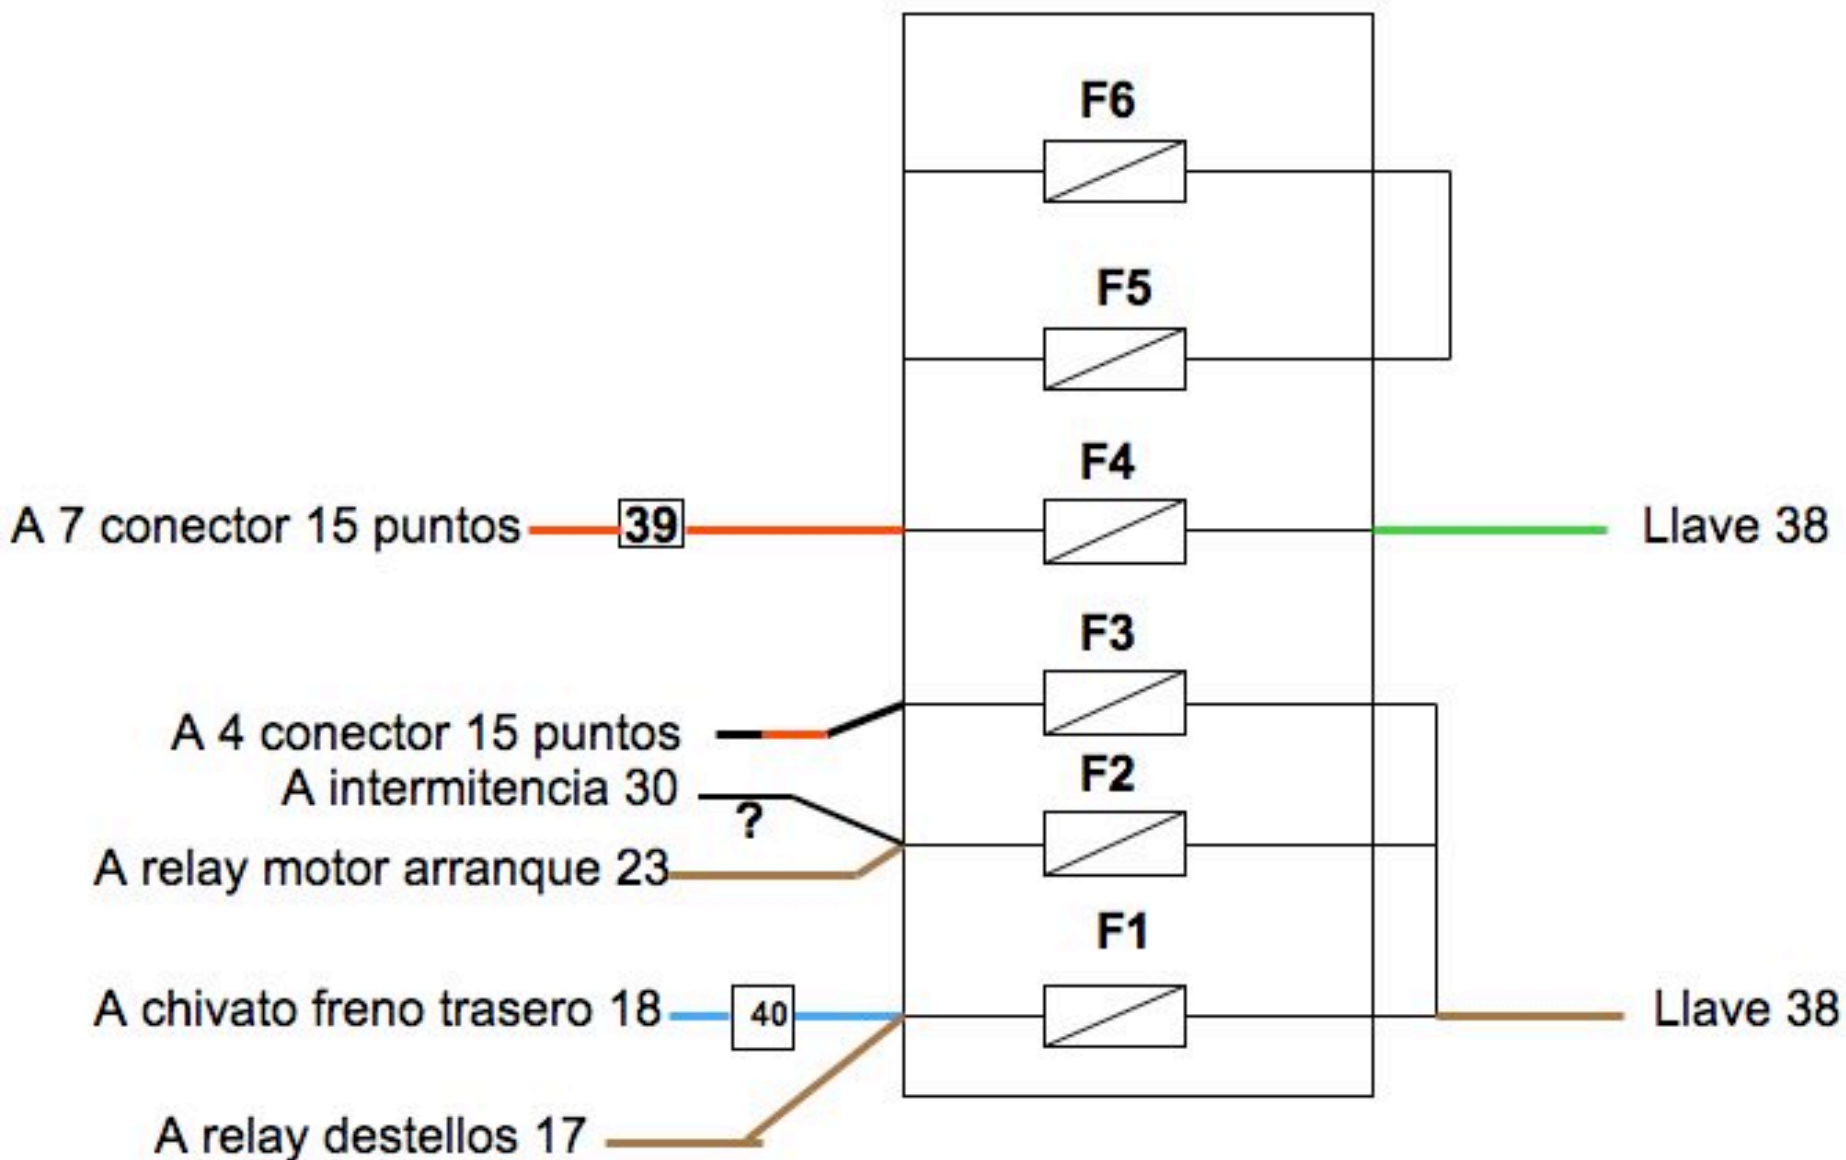 F6
F5
F4
A 7 conector 15 puntos 39 Llave 38
F3
A 4 conector 15 puntos
F2
A intermitencia 30
?
A relay motor arranque 23
F1
A chivato freno trasero 18 40 Llave 38
A relay destellos 17